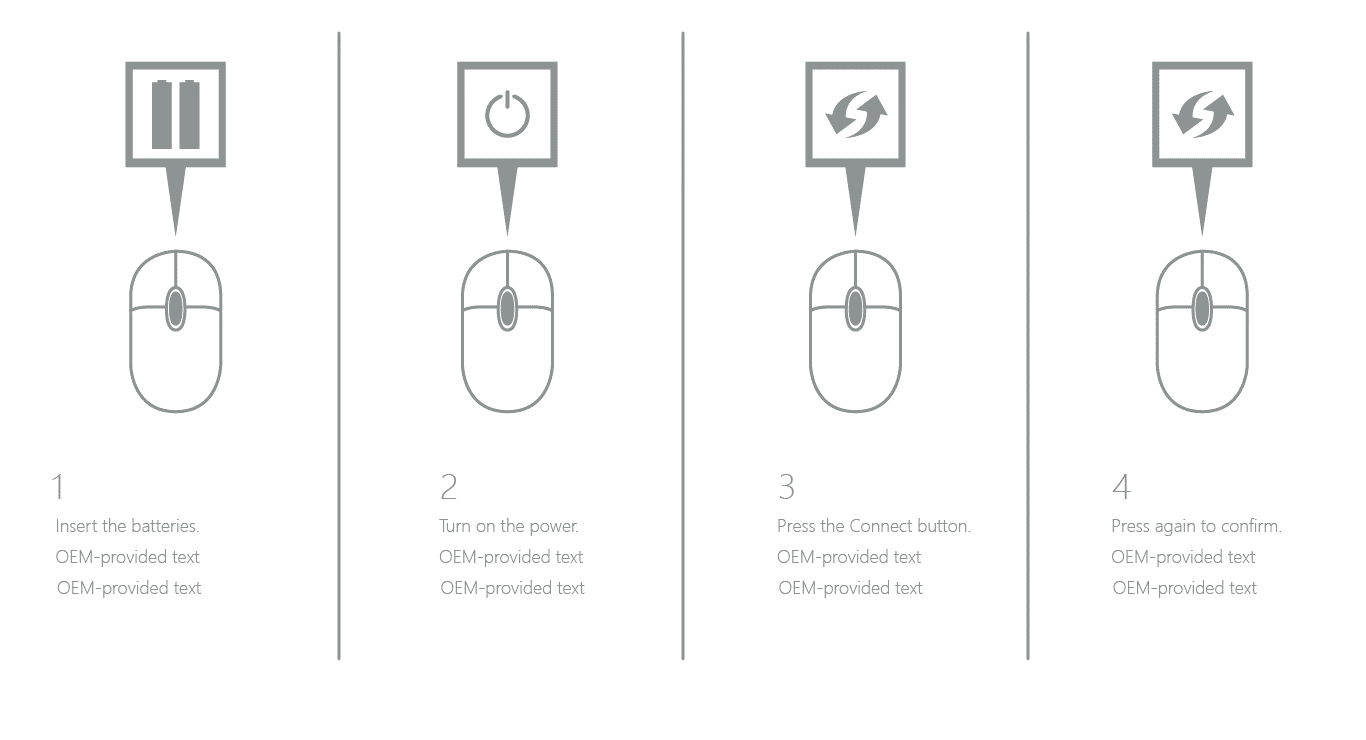 1
Insert the batteries.
OEM-provided text
OEM-provided text
2
Turn on the power.
OEM-provided text
OEM-provided text
3
Press the Connect button.
OEM-provided text
OEM-provided text
4
Press again to confirm.
OEM-provided text
OEM-provided text